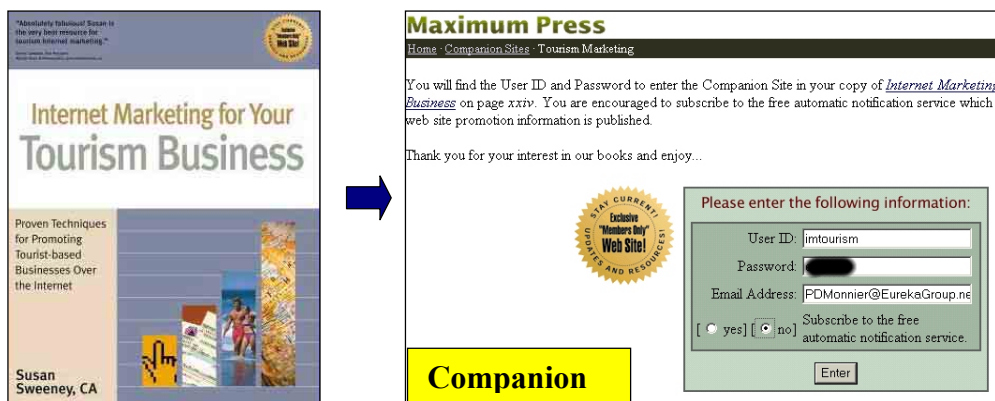 "Absolutely fabulous! Susan is
the very best resource for
tourism Internet marketing."
Exclusive
"Members Only"
Web Site!
Internet Marketing for Your
Tourism Business
Proven Techniques
for Promoting
Tourist-based
Businesses Over
the Internet
Susan
Sweeney, CA
Maximum Press
Home · Companion Sites · Tourism Marketing
You will find the User ID and Password to enter the Companion Site in your copy of Internet Marketing
Business on page xxiv. You are encouraged to subscribe to the free automatic notification service which
web site promotion information is published.
Thank you for your interest in our books and enjoy...
STAY CURRENT!
Exclusive
"Members Only"
Web Site!
UPDATES AND RESOURCES!
Please enter the following information:
User ID: imtourism
Password:
Email Address: PDMonnier@EurekaGroup.ne
[ yes] [ no] Subscribe to the free
automatic notification service.
Enter
Companion